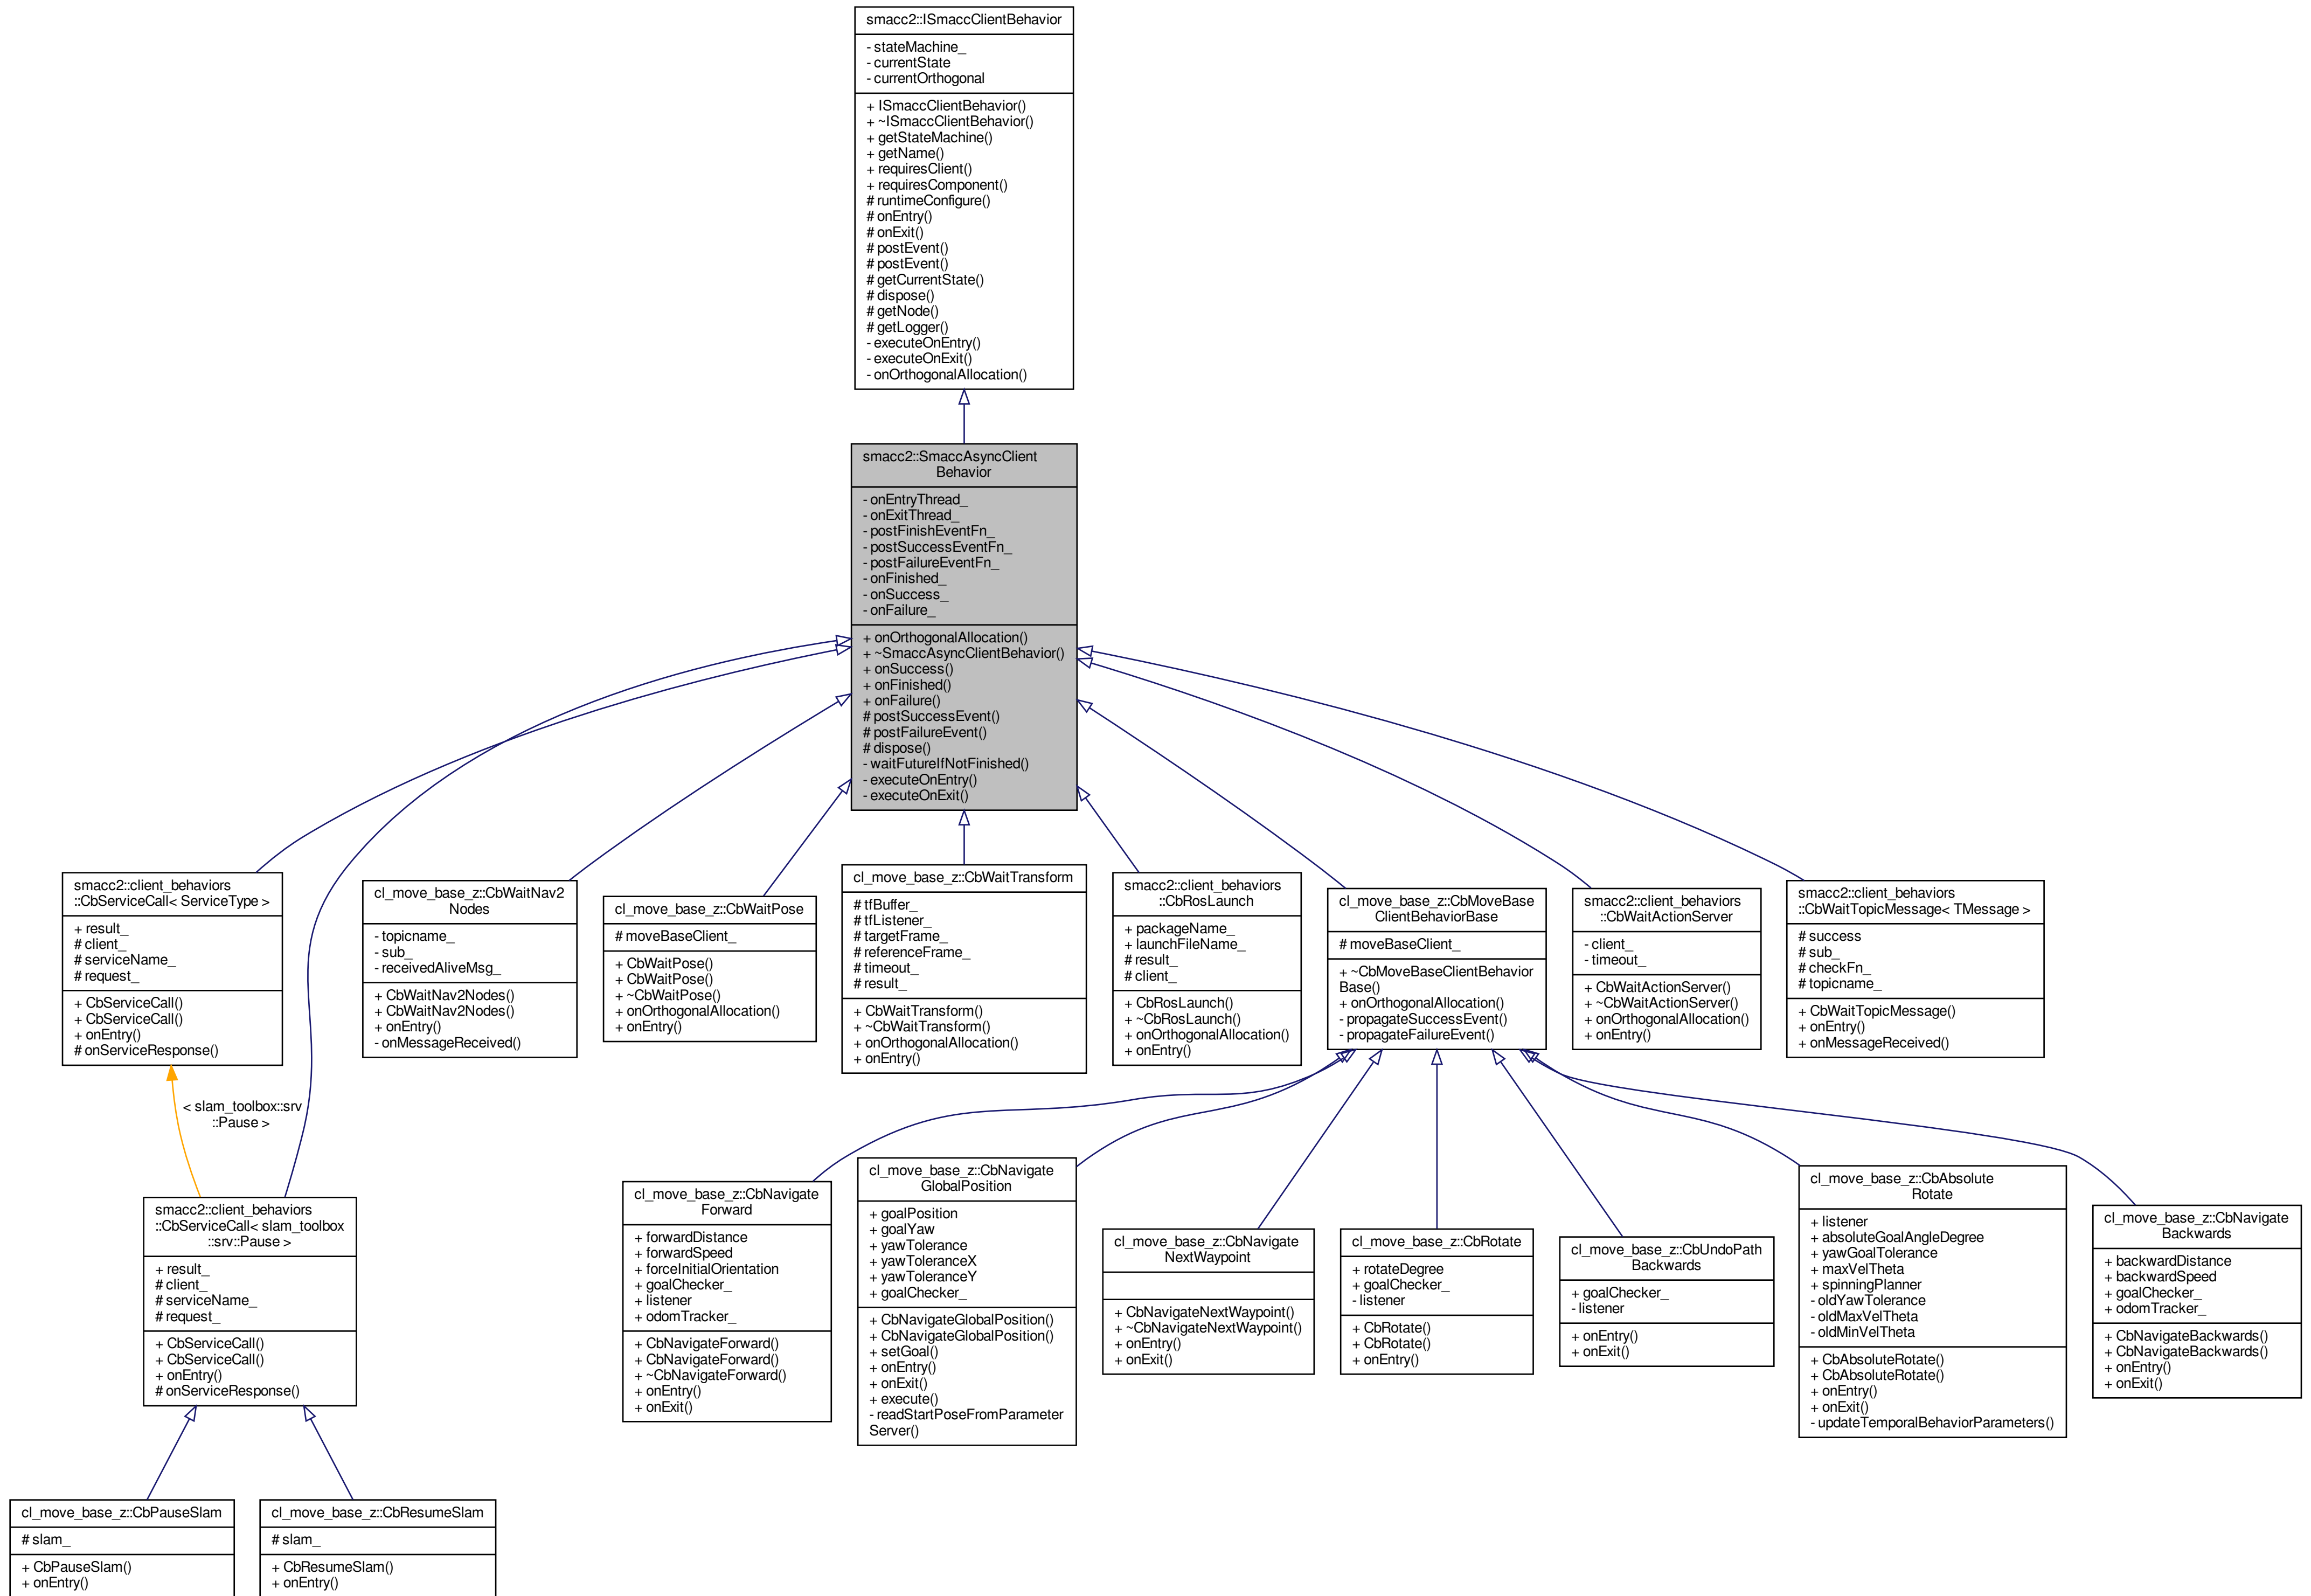 smacc2::ISmaccClientBehavior
- stateMachine_
- currentState
- currentOrthogonal
+ ISmaccClientBehavior()
+ ~ISmaccClientBehavior()
+ getStateMachine()
+ getName()
+ requiresClient()
+ requiresComponent()
# runtimeConfigure()
# onEntry()
# onExit()
# postEvent()
# postEvent()
# getCurrentState()
# dispose()
# getNode()
# getLogger()
- executeOnEntry()
- executeOnExit()
- onOrthogonalAllocation()
smacc2::SmaccAsyncClient
Behavior
- onEntryThread_
- onExitThread_
- postFinishEventFn_
- postSuccessEventFn_
- postFailureEventFn_
- onFinished_
- onSuccess_
- onFailure_
+ onOrthogonalAllocation()
+ ~SmaccAsyncClientBehavior()
+ onSuccess()
+ onFinished()
+ onFailure()
# postSuccessEvent()
# postFailureEvent()
# dispose()
- waitFutureIfNotFinished()
- executeOnEntry()
- executeOnExit()
smacc2::client_behaviors
::CbServiceCall< ServiceType >
+ result_
# client_
# serviceName_
# request_
+ CbServiceCall()
+ CbServiceCall()
+ onEntry()
# onServiceResponse()
cl_move_base_z::CbWaitNav2
Nodes
- topicname_
- sub_
- receivedAliveMsg_
+ CbWaitNav2Nodes()
+ CbWaitNav2Nodes()
+ onEntry()
- onMessageReceived()
cl_move_base_z::CbWaitPose
# moveBaseClient_
+ CbWaitPose()
+ CbWaitPose()
+ ~CbWaitPose()
+ onOrthogonalAllocation()
+ onEntry()
cl_move_base_z::CbWaitTransform
# tfBuffer_
# tfListener_
# targetFrame_
# referenceFrame_
# timeout_
# result_
+ CbWaitTransform()
+ ~CbWaitTransform()
+ onOrthogonalAllocation()
+ onEntry()
smacc2::client_behaviors
::CbRosLaunch
+ packageName_
+ launchFileName_
# result_
# client_
+ CbRosLaunch()
+ ~CbRosLaunch()
+ onOrthogonalAllocation()
+ onEntry()
cl_move_base_z::CbMoveBase
ClientBehaviorBase
# moveBaseClient_
+ ~CbMoveBaseClientBehavior
Base()
+ onOrthogonalAllocation()
- propagateSuccessEvent()
- propagateFailureEvent()
smacc2::client_behaviors
::CbWaitActionServer
- client_
- timeout_
+ CbWaitActionServer()
+ ~CbWaitActionServer()
+ onOrthogonalAllocation()
+ onEntry()
smacc2::client_behaviors
::CbWaitTopicMessage< TMessage >
# success
# sub_
# checkFn_
# topicname_
+ CbWaitTopicMessage()
+ onEntry()
+ onMessageReceived()
< slam_toolbox::srv
::Pause >
smacc2::client_behaviors
::CbServiceCall< slam_toolbox
::srv::Pause >
+ result_
# client_
# serviceName_
# request_
+ CbServiceCall()
+ CbServiceCall()
+ onEntry()
# onServiceResponse()
cl_move_base_z::CbNavigate
Forward
+ forwardDistance
+ forwardSpeed
+ forceInitialOrientation
+ goalChecker_
+ listener
+ odomTracker_
+ CbNavigateForward()
+ CbNavigateForward()
+ ~CbNavigateForward()
+ onEntry()
+ onExit()
cl_move_base_z::CbNavigate
GlobalPosition
+ goalPosition
+ goalYaw
+ yawTolerance
+ yawToleranceX
+ yawToleranceY
+ goalChecker_
+ CbNavigateGlobalPosition()
+ CbNavigateGlobalPosition()
+ setGoal()
+ onEntry()
+ onExit()
+ execute()
- readStartPoseFromParameter
Server()
cl_move_base_z::CbNavigate
NextWaypoint
+ CbNavigateNextWaypoint()
+ ~CbNavigateNextWaypoint()
+ onEntry()
+ onExit()
cl_move_base_z::CbRotate
+ rotateDegree
+ goalChecker_
- listener
+ CbRotate()
+ CbRotate()
+ onEntry()
cl_move_base_z::CbUndoPath
Backwards
+ goalChecker_
- listener
+ onEntry()
+ onExit()
cl_move_base_z::CbAbsolute
Rotate
+ listener
+ absoluteGoalAngleDegree
+ yawGoalTolerance
+ maxVelTheta
+ spinningPlanner
- oldYawTolerance
- oldMaxVelTheta
- oldMinVelTheta
+ CbAbsoluteRotate()
+ CbAbsoluteRotate()
+ onEntry()
+ onExit()
- updateTemporalBehaviorParameters()
cl_move_base_z::CbNavigate
Backwards
+ backwardDistance
+ backwardSpeed
+ goalChecker_
+ odomTracker_
+ CbNavigateBackwards()
+ CbNavigateBackwards()
+ onEntry()
+ onExit()
cl_move_base_z::CbPauseSlam
# slam_
+ CbPauseSlam()
+ onEntry()
cl_move_base_z::CbResumeSlam
# slam_
+ CbResumeSlam()
+ onEntry()